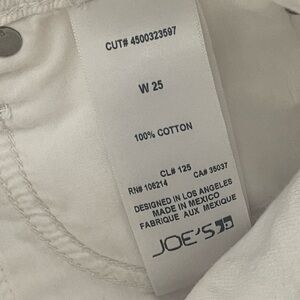 CUT# 4500323597
W 25
100% COTTON
CL# 125
RN# 106214 CA# 35037
DESIGNED IN LOS ANGELES
MADE IN MEXICO
FABRIQUE AUX MEXIQUE
JOE'S